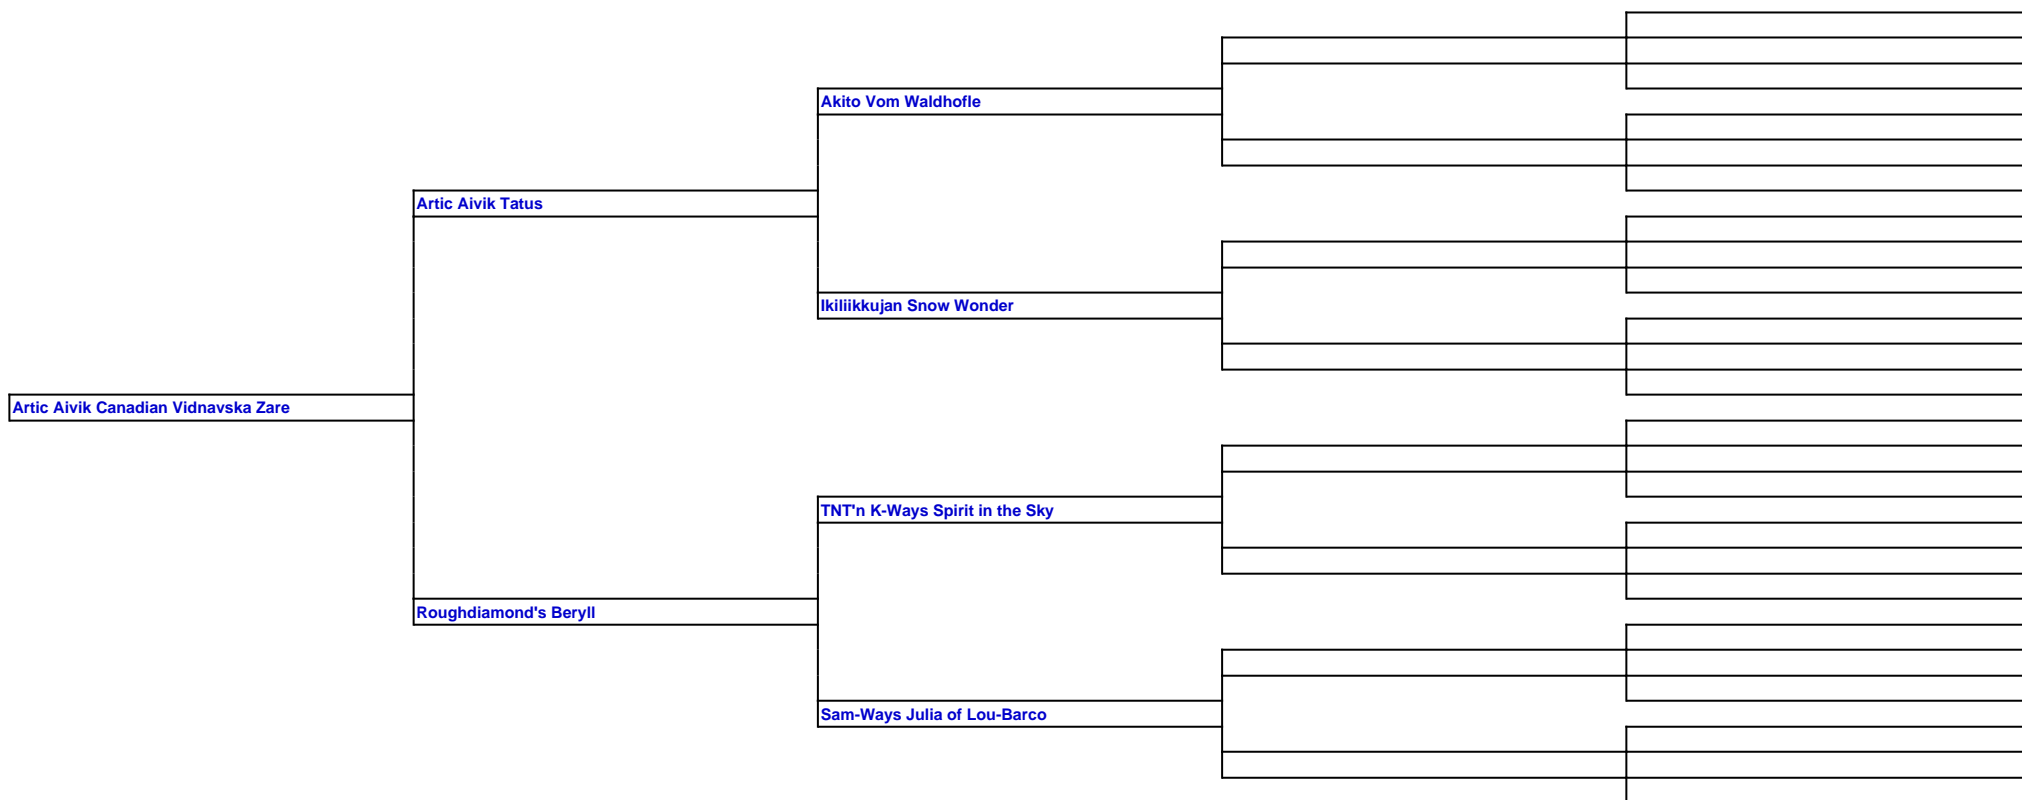 Akito Vom Waldhofle
Artic Aivik Tatus
Ikiliikkujan Snow Wonder
Artic Aivik Canadian Vidnavska Zare
TNT'n K-Ways Spirit in the Sky
Roughdiamond's Beryll
Sam-Ways Julia of Lou-Barco